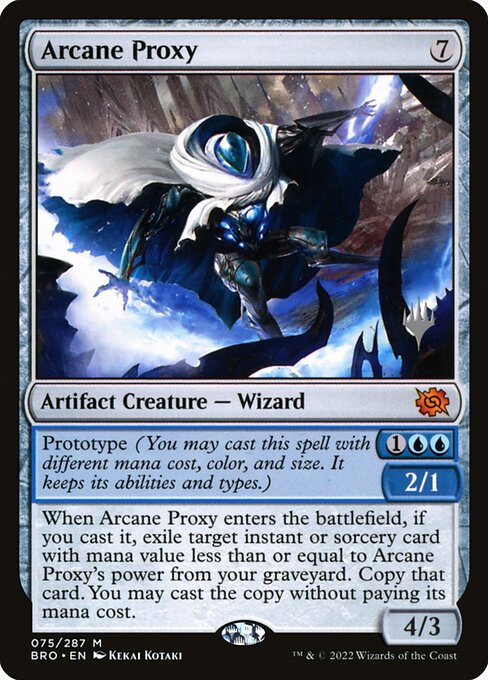 Arcane Proxy 7
Artifact Creature — Wizard
Prototype (You may cast this spell with 1UU
different mana cost, color, and size. It
keeps its abilities and types.) 2/1
When Arcane Proxy enters the battlefield, if
you cast it, exile target instant or sorcery card
with mana value less than or equal to Arcane
Proxy's power from your graveyard. Copy that
card. You may cast the copy without paying its
mana cost.
4/3
075/287 M
BRO • EN Kekai Kotaki ™ & © 2022 Wizards of the Coast